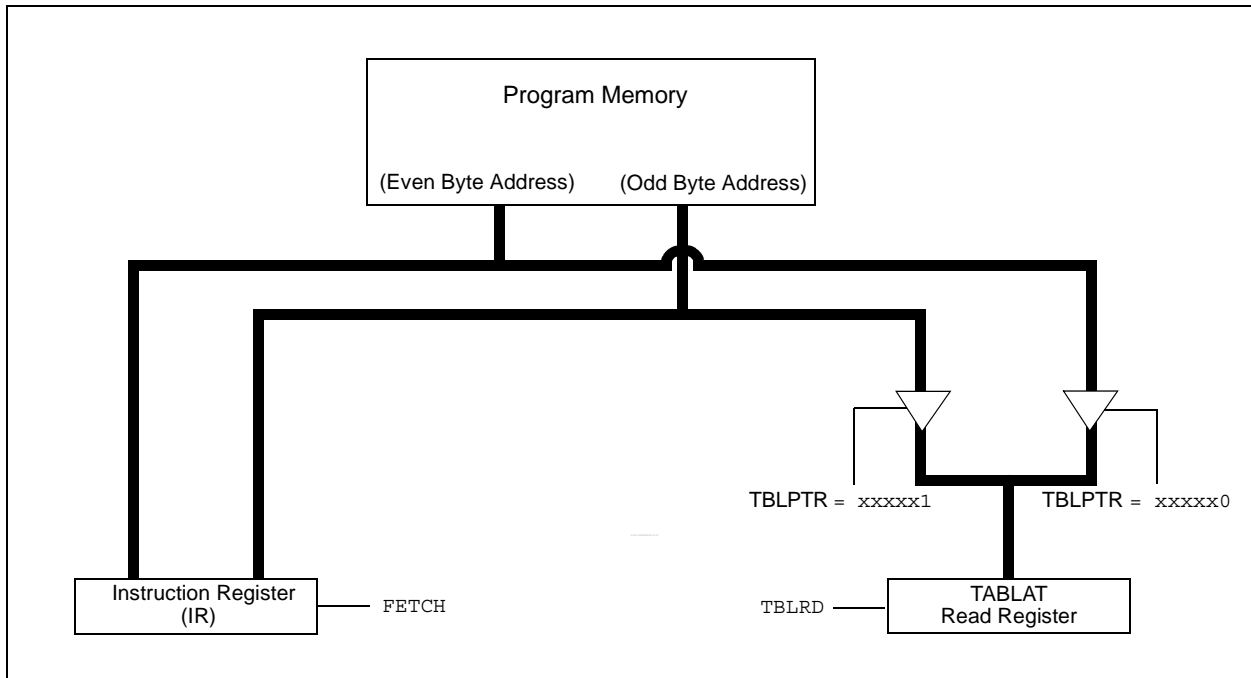 Program Memory
(Even Byte Address) (Odd Byte Address)
TBLPTR = xxxxx1 TBLPTR = xxxxx0
Instruction Register
(IR)
FETCH
TBLRD
TABLAT
Read Register